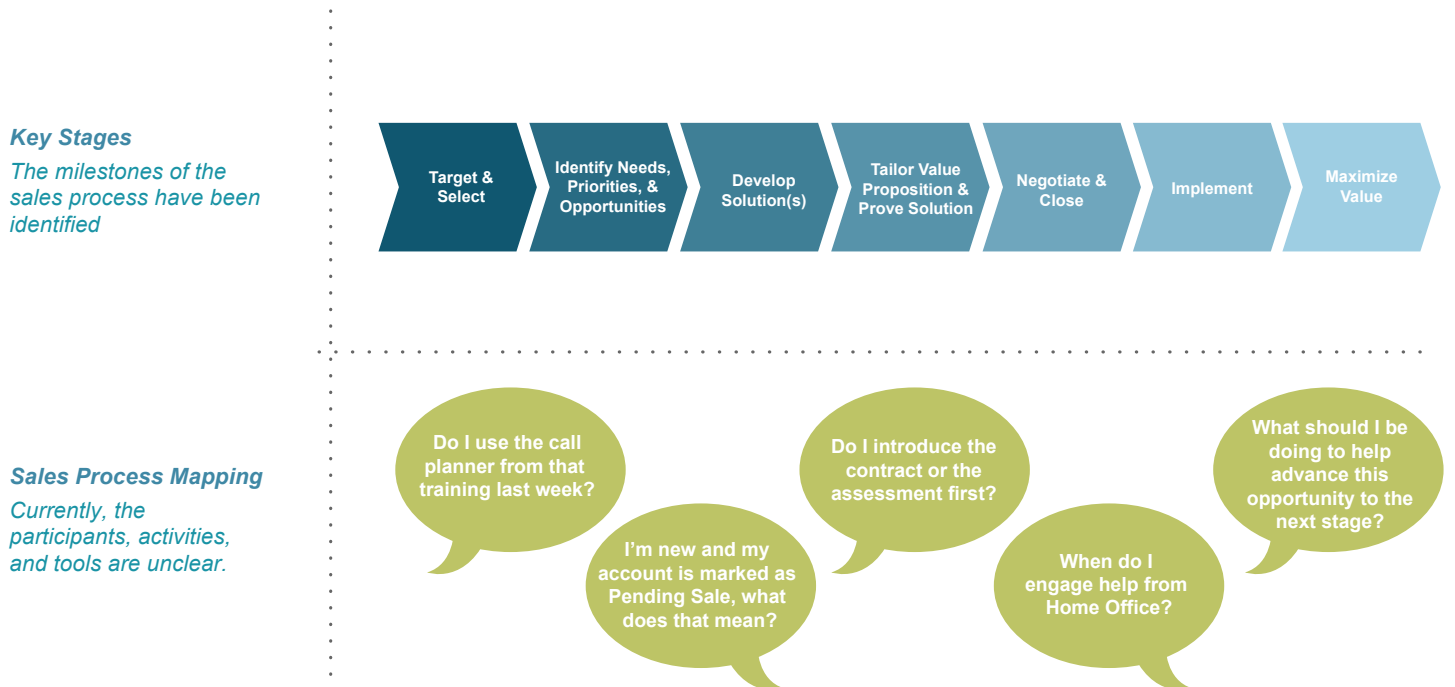 Key Stages
The milestones of the
sales process have been
identified
Target &
Select
Identify Needs,
Priorities, &
Opportunities
Develop
Solution(s)
Tailor Value
Proposition &
Prove Solution
Negotiate &
Close
Implement
Maximize
Value
Sales Process Mapping
Currently, the
participants, activities,
and tools are unclear.
Do I use the call
planner from that
training last week?
I’m new and my
account is marked as
Pending Sale, what
does that mean?
Do I introduce the
contract or the
assessment first?
When do I
engage help from
Home Office?
What should I be
doing to help
advance this
opportunity to the
next stage?